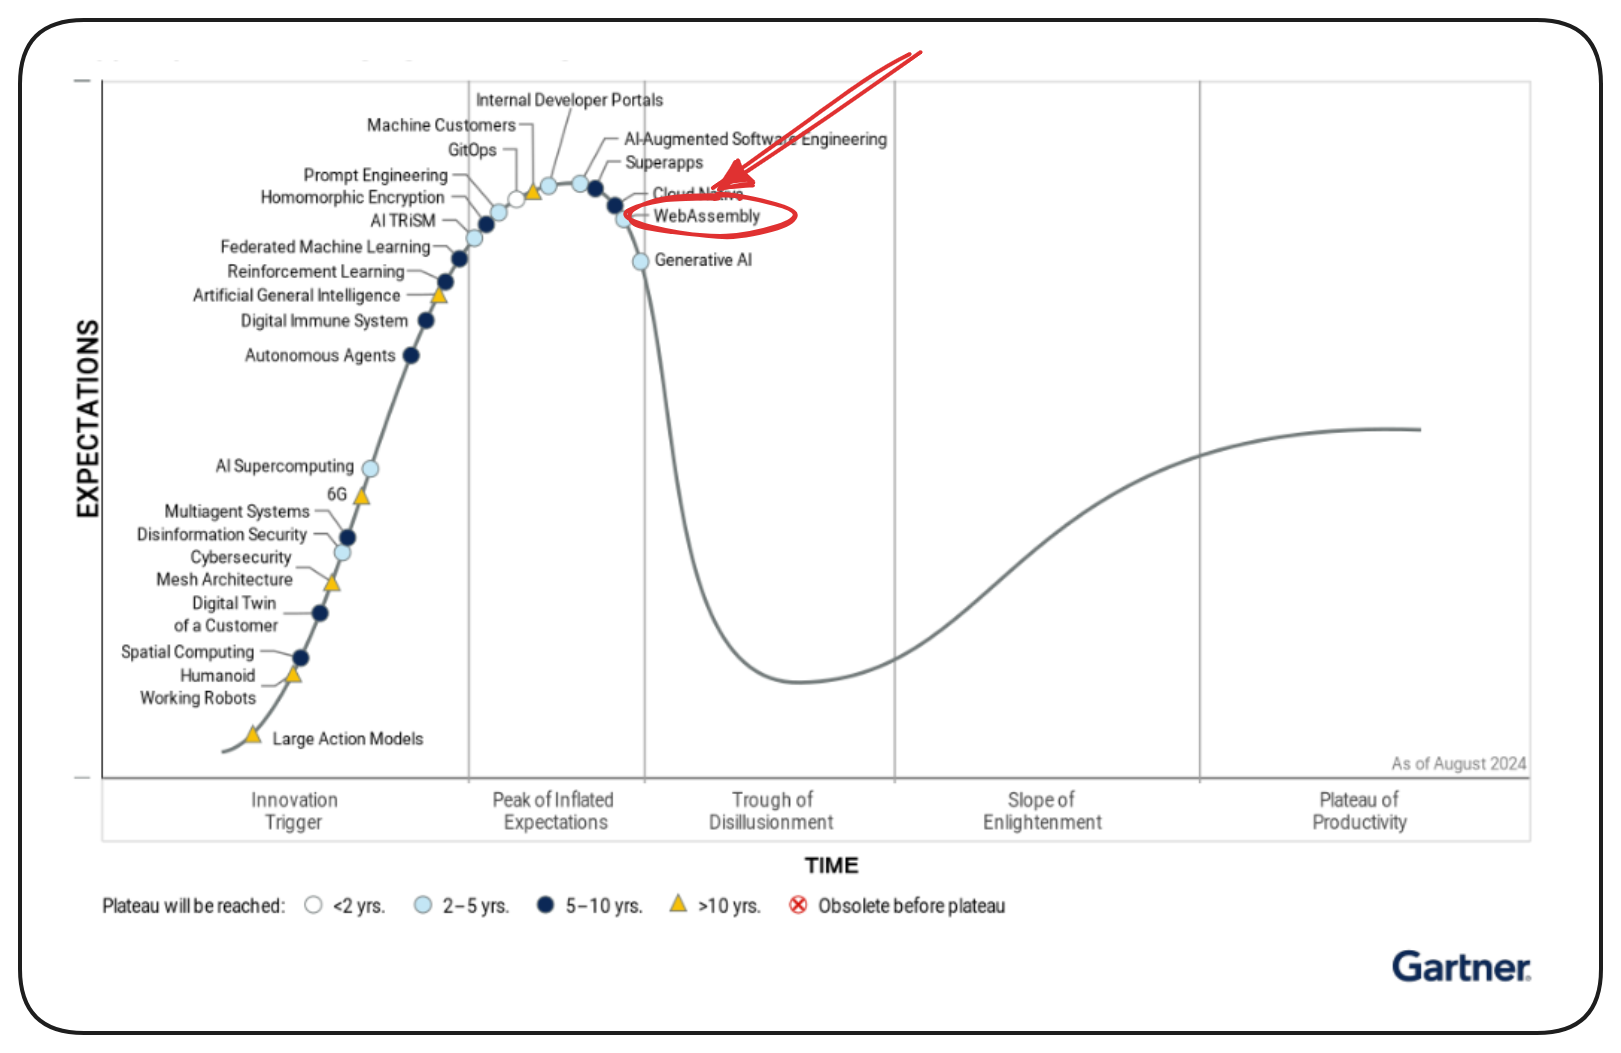 Internal Developer Portals
Machine Customers
AI-Augmented Software Engineering
GitOps
Superapps
Prompt Engineering
Cloud Native
Homomorphic Encryption
WebAssembly
AI TRiSM
Federated Machine Learning
Generative AI
Reinforcement Learning
Artificial General Intelligence
Digital Immune System
Autonomous Agents
EXPECTATIONS
AI Supercomputing
6G
Multiagent Systems
Disinformation Security
Cybersecurity
Mesh Architecture
Digital Twin
of a Customer
Spatial Computing
Humanoid
Working Robots
Large Action Models
As of August 2024
Innovation
Trigger
Peak of Inflated
Expectations
Trough of
Disillusionment
Slope of
Enlightenment
Plateau of
Productivity
TIME
Plateau will be reached: <2 yrs. 2–5 yrs. 5–10 yrs. >10 yrs. Obsolete before plateau
Gartner